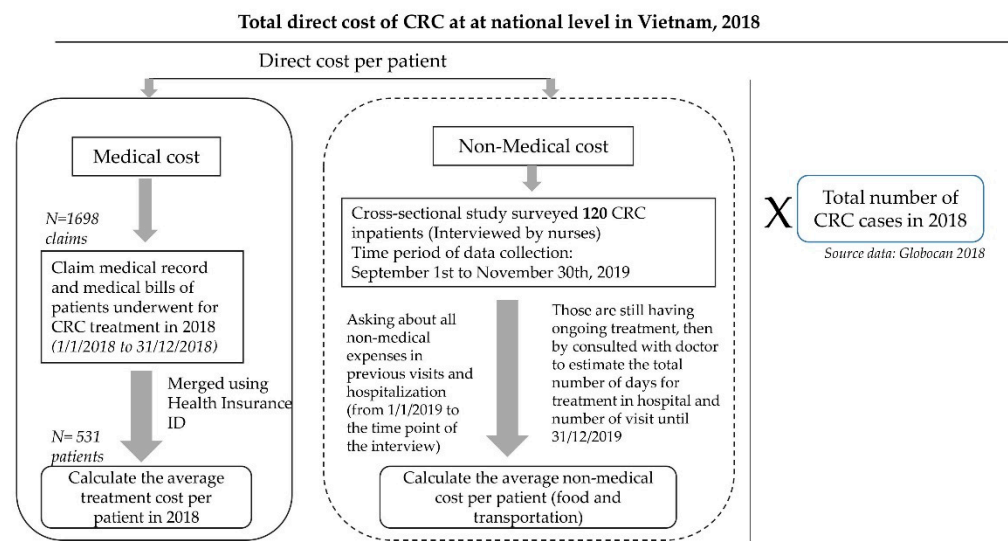 Total direct cost of CRC at at national level in Vietnam, 2018
Direct cost per patient
Medical cost
N=1698
claims
Claim medical record
and medical bills of
patients underwent for
CRC treatment in 2018
(1/1/2018 to 31/12/2018)
Merged using
Health Insurance
ID
N= 531
patients
Calculate the average
treatment cost per
patient in 2018
Non-Medical cost
Cross-sectional study surveyed 120 CRC
inpatients (Interviewed by nurses)
Time period of data collection:
September 1st to November 30th, 2019
Asking about all
non-medical
expenses in
previous visits and
hospitalization
(from 1/1/2019 to
the time point of
the interview)
Those are still having
ongoing treatment, then
by consulted with doctor
to estimate the total
number of days for
treatment in hospital and
number of visit until
31/12/2019
Calculate the average non-medical
cost per patient (food and
transportation)
X
Total number of
CRC cases in 2018
Source data: Globocan 2018